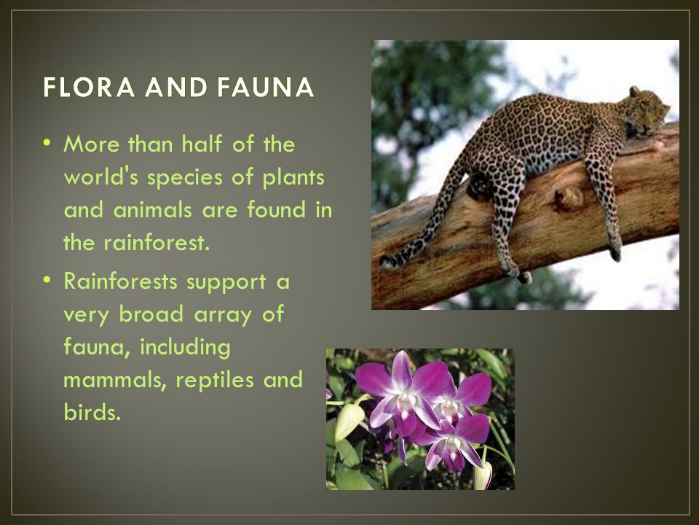 FLORA AND FAUNA
• More than half of the
world's species of plants
and animals are found in
the rainforest.
• Rainforests support a
very broad array of
fauna, including
mammals, reptiles and
birds.